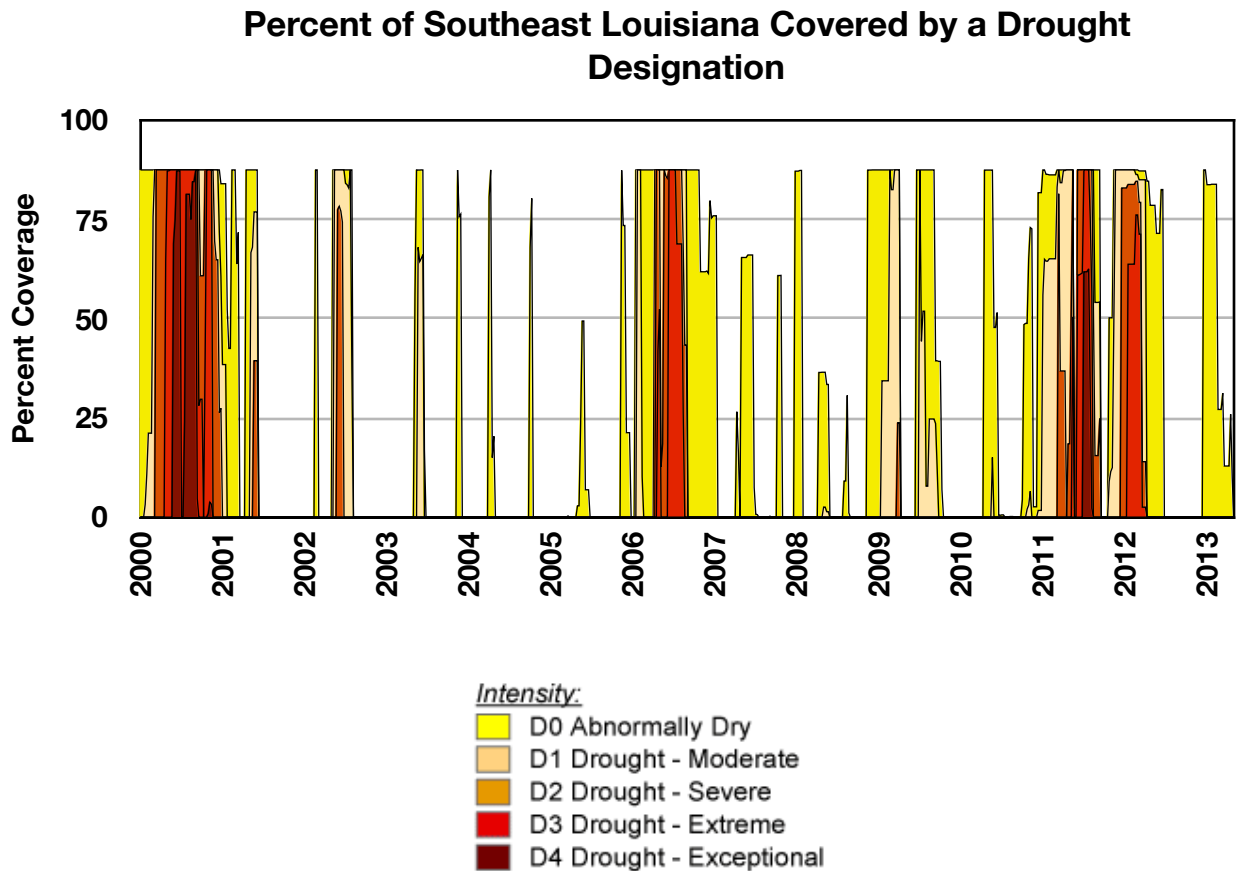 Percent of Southeast Louisiana Covered by a Drought
Designation
Percent Coverage
100
75
50
25
0
2000
2001
2002
2003
2004
2005
2006
2007
2008
2009
2010
2011
2012
2013
Intensity:
D0 Abnormally Dry
D1 Drought - Moderate
D2 Drought - Severe
D3 Drought - Extreme
D4 Drought - Exceptional